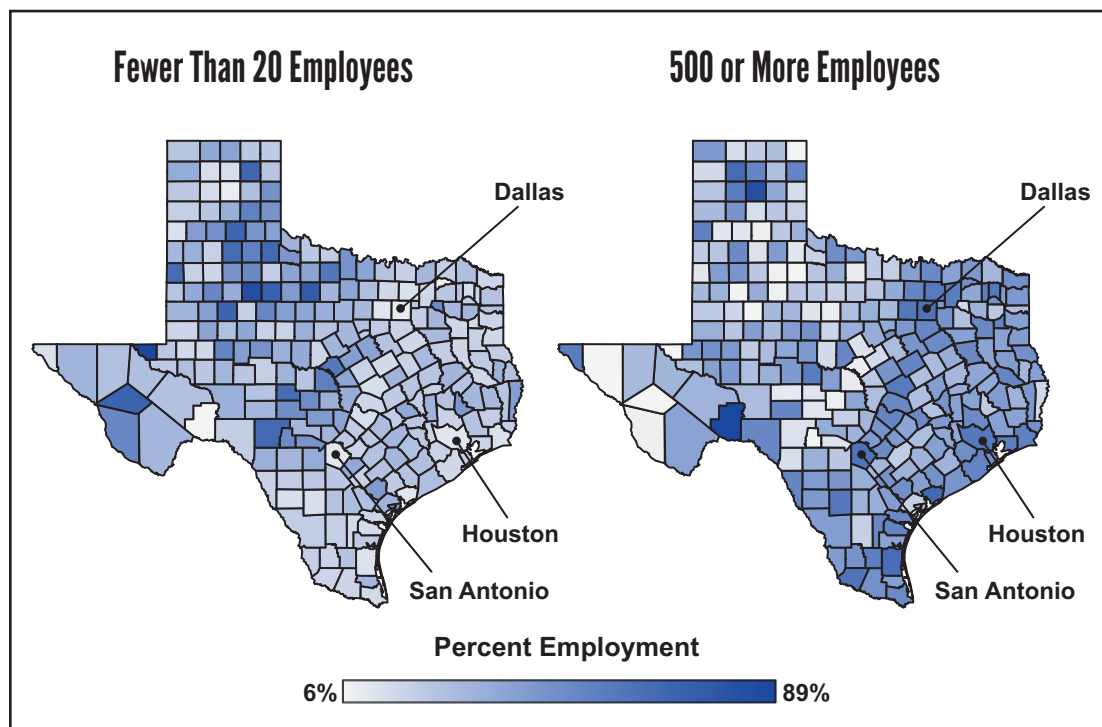 Fewer Than 20 Employees
500 or More Employees
Dallas
Dallas
Houston
Houston
San Antonio
San Antonio
Percent Employment
6%
89%